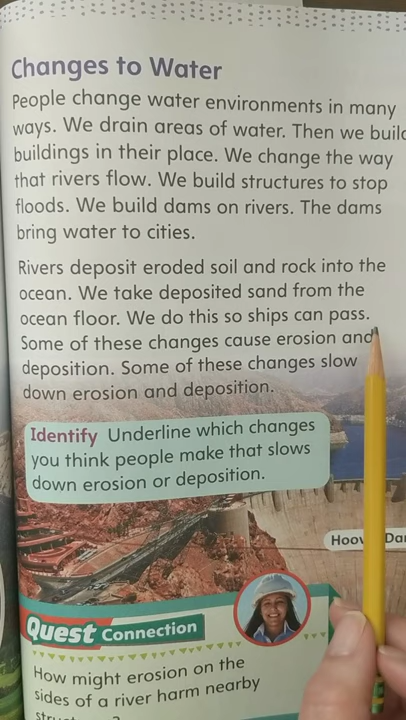 Changes to Water
People change water environments in many
ways. We drain areas of water. Then we build
buildings in their place. We change the way
that rivers flow. We build structures to stop
floods. We build dams on rivers. The dams
bring water to cities.
Rivers deposit eroded soil and rock into the
ocean. We take deposited sand from the
ocean floor. We do this so ships can pass.
Some of these changes cause erosion and
deposition. Some of these changes slow
down erosion and deposition.
Identify Underline which changes
you think people make that slows
down erosion or deposition.
Quest Connection
How might erosion on the
sides of a river harm nearby